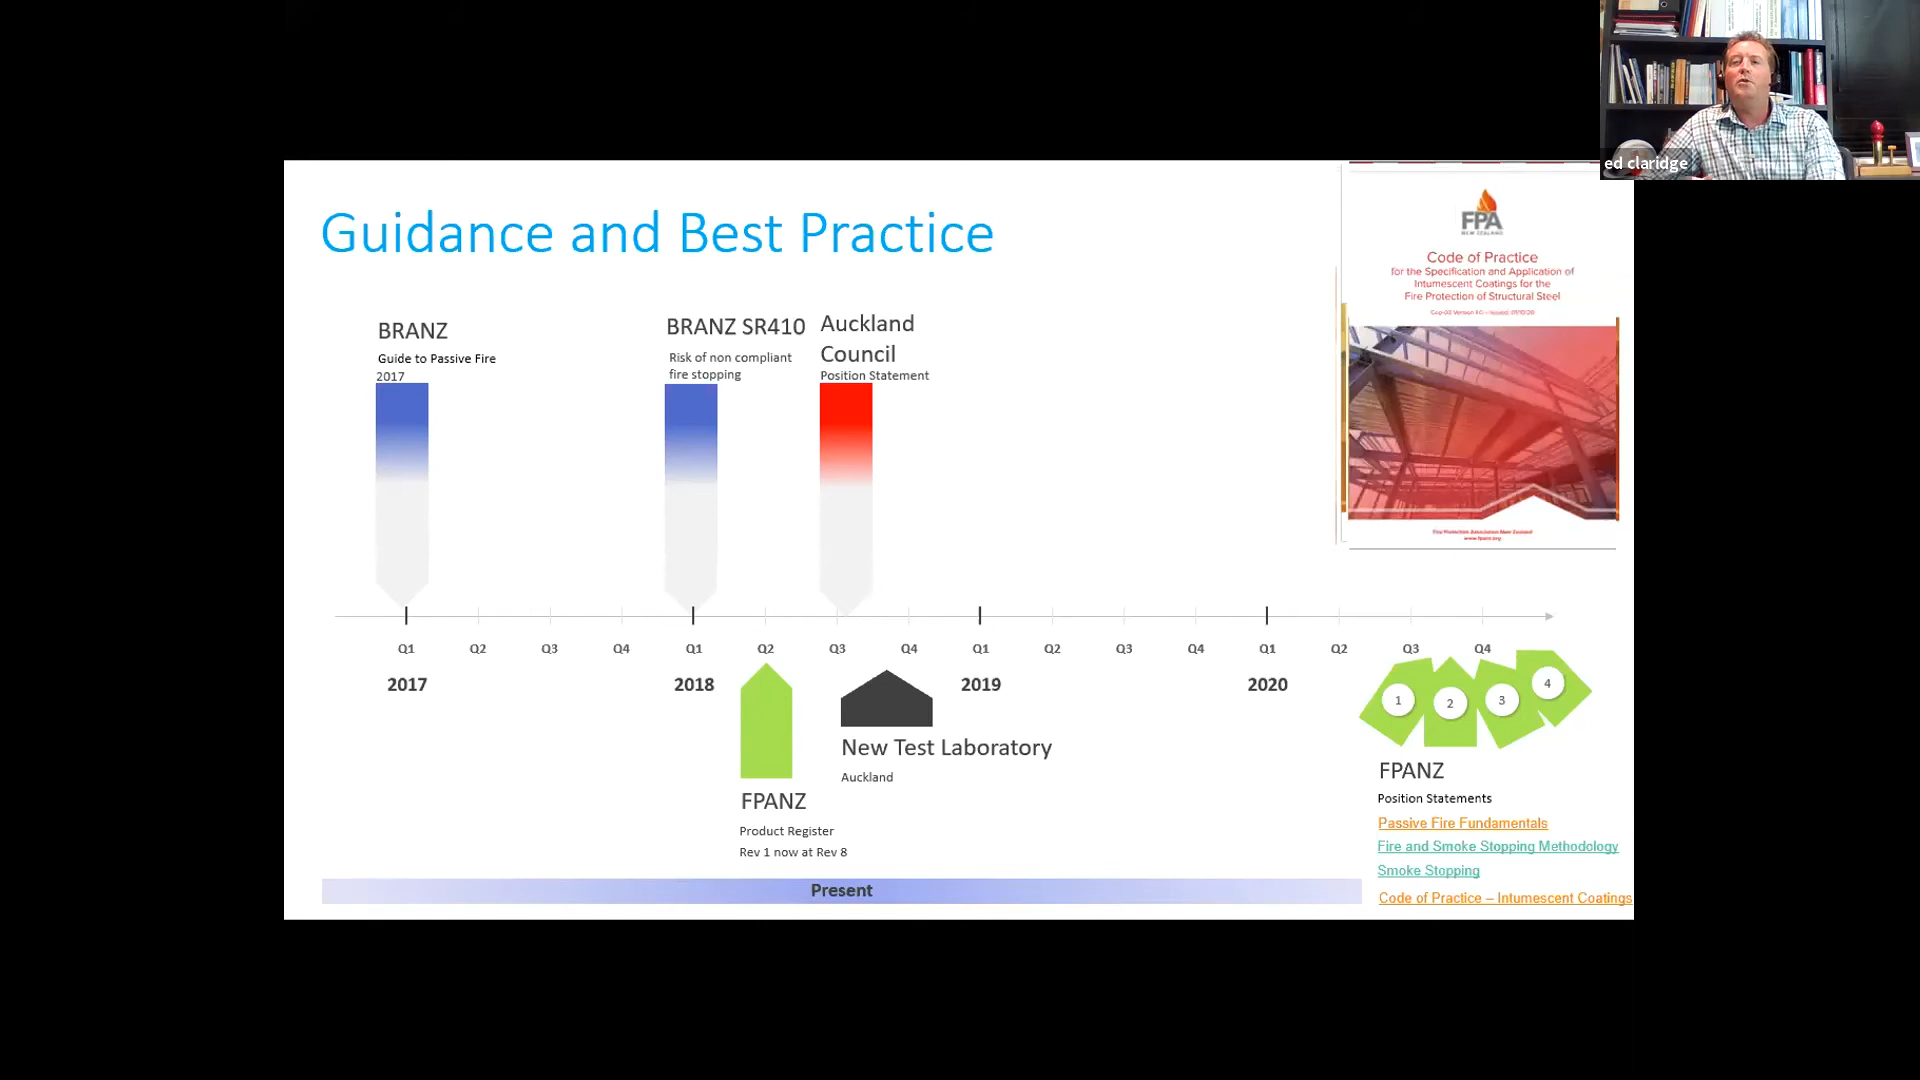 ed claridge
Guidance and Best Practice
FPA
NEW ZEALAND
Code of Practice
for the Specification and Application of
Intumescent Coatings for the
Fire Protection of Structural Steel
Fire Protection Association New Zealand
BRANZ
Guide to Passive Fire
2017
BRANZ SR410
Risk of non compliant
fire stopping
Auckland
Council
Position Statement
Q1 Q2 Q3 Q4 Q1 Q2 Q3 Q4 Q1 Q2 Q3 Q4 Q1 Q2 Q3 Q4
2017 2018 2019 2020
1 2 3 4
New Test Laboratory
Auckland
FPANZ
Product Register
Rev 1 now at Rev 8
FPANZ
Position Statements
Passive Fire Fundamentals
Fire and Smoke Stopping Methodology
Smoke Stopping
Code of Practice – Intumescent Coatings
Present